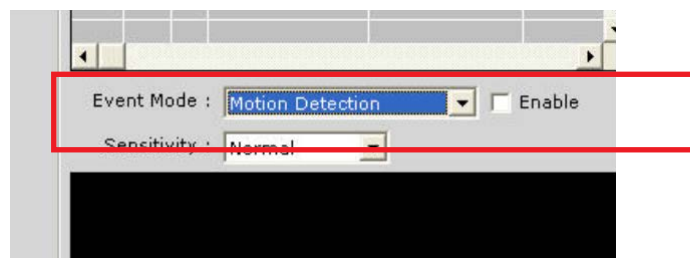 Event Mode : Motion Detection Enable
Sensitivity : Normal